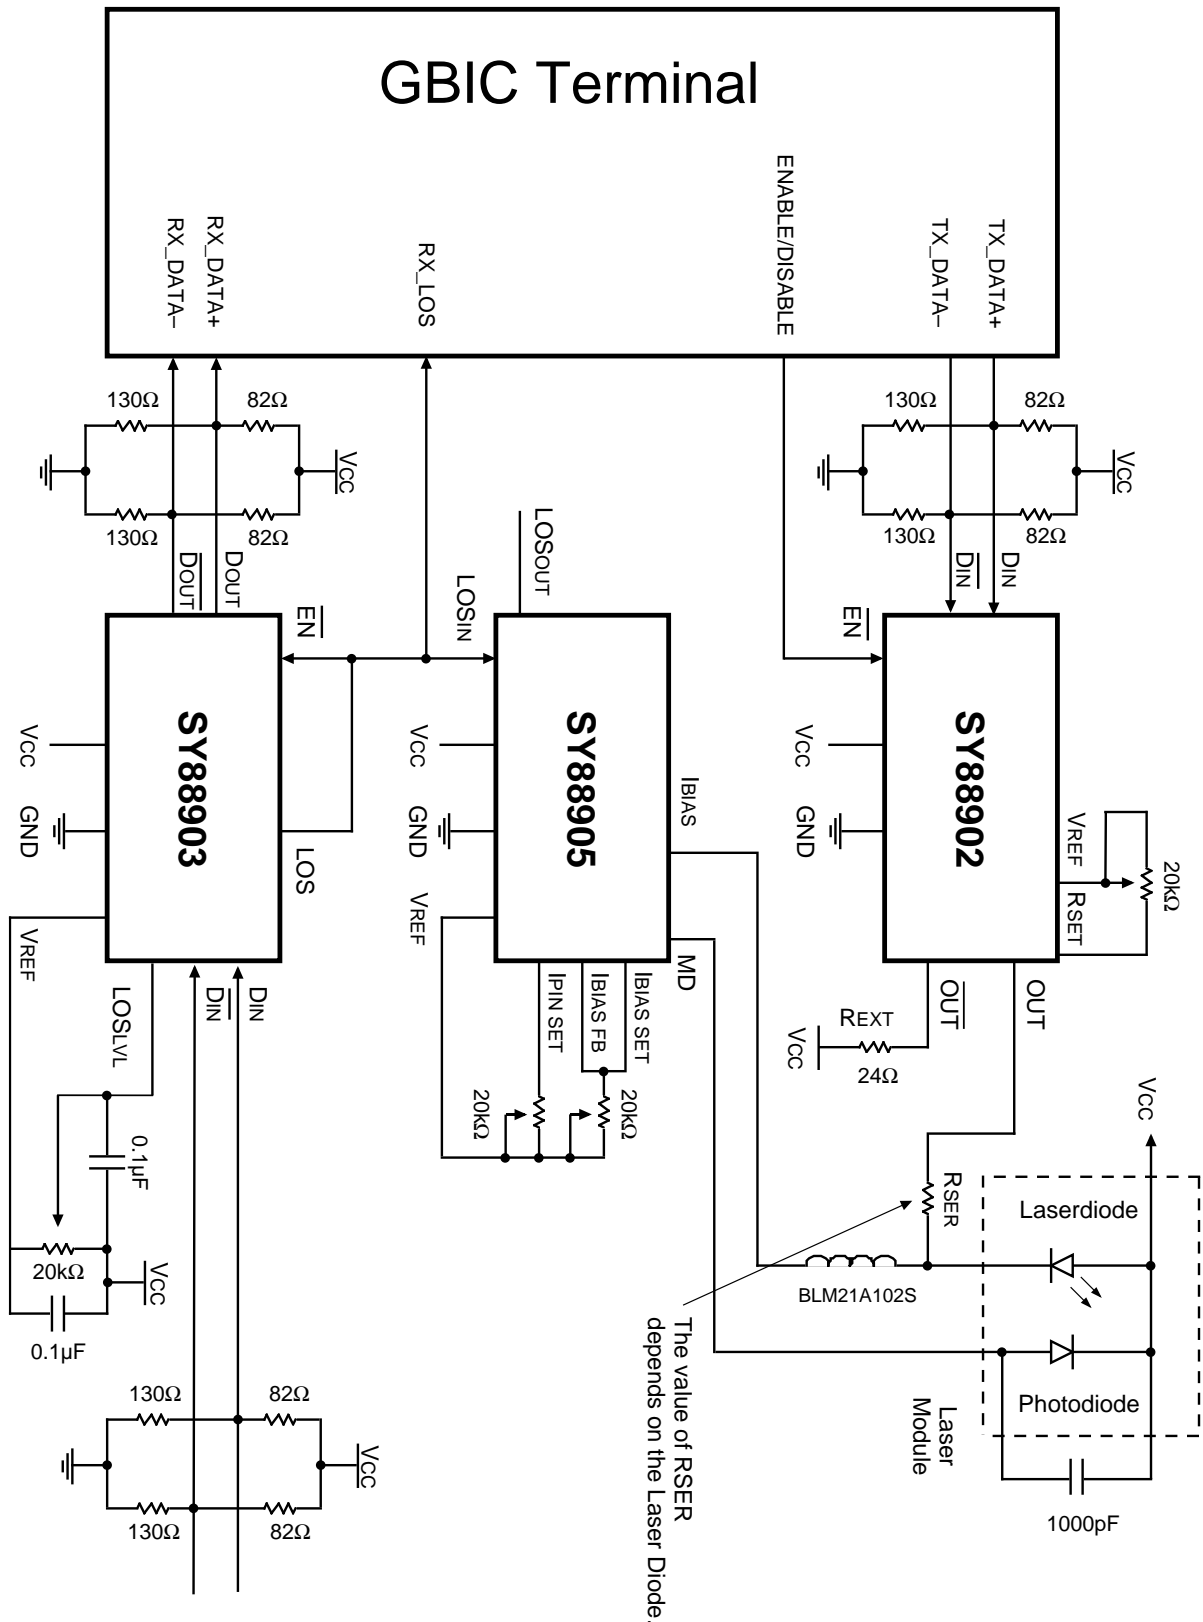 GBIC Terminal
RX_DATA–
RX_DATA+
RX_LOS
ENABLE/DISABLE
TX_DATA–
TX_DATA+
130Ω
82Ω
VCC
130Ω
82Ω
130Ω
82Ω
VCC
130Ω
82Ω
DOUT
DOUT
EN
LOSIN
LOSOUT
EN
DIN
DIN
SY88903
VCC
GND
VREF
LOS
LOSLVL
DIN
DIN
SY88905
VCC
GND
VREF
IBIAS
MD
IPIN SET
IBIAS FB
IBIAS SET
SY88902
VCC
GND
VREF
RSET
20kΩ
OUT
OUT
REXT
24Ω
VCC
20kΩ
20kΩ
0.1µF
20kΩ
VCC
0.1µF
VCC
RSER
Laserdiode
BLM21A102S
Photodiode
Laser
Module
1000pF
The value of RSER
depends on the Laser Diode.
130Ω
82Ω
VCC
130Ω
82Ω